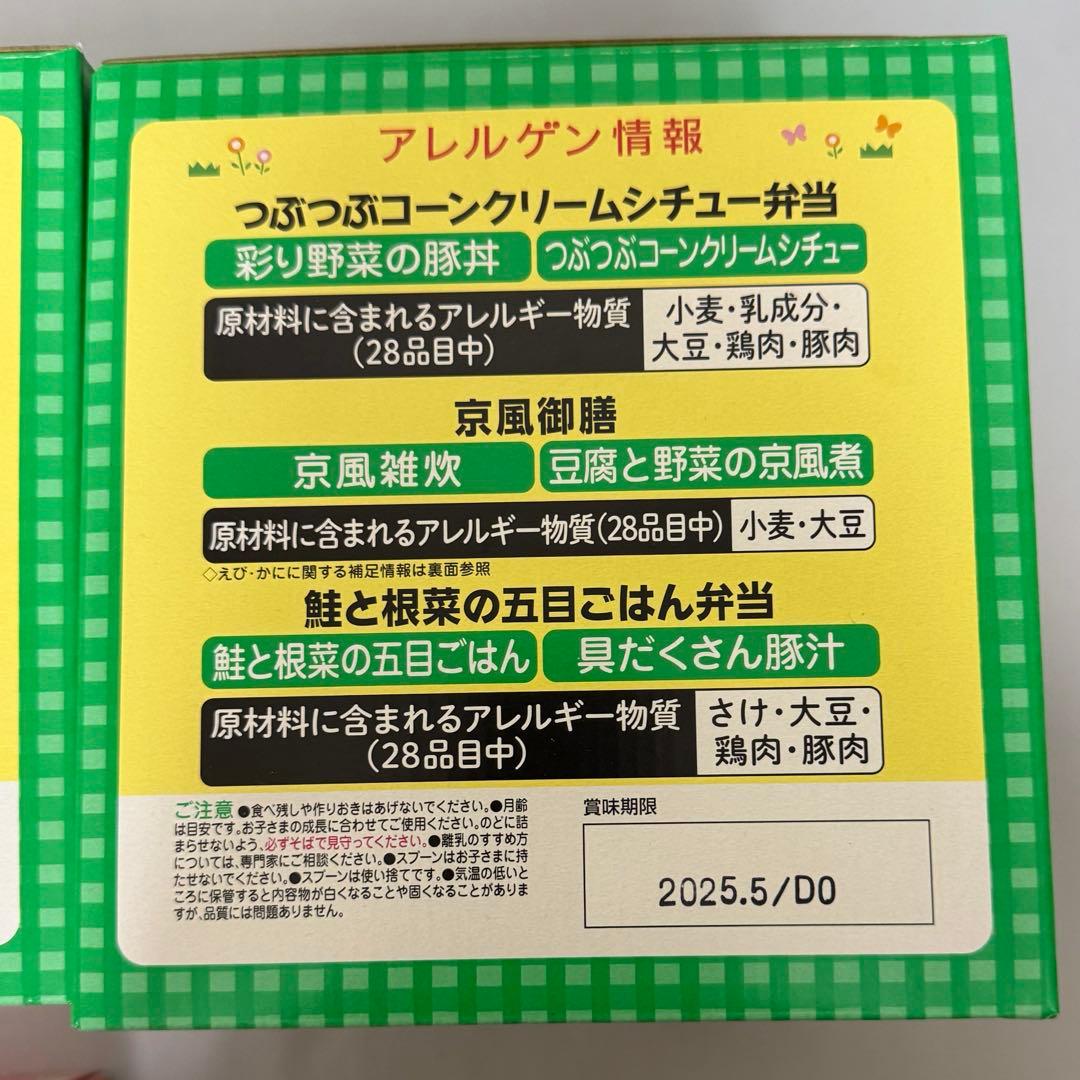 アレルゲン情報
つぶつぶコーンクリームシチュー弁当
彩り野菜の豚丼 つぶつぶコーンクリームシチュー
原材料に含まれるアレルギー物質
(28品目中)
小麦・乳成分・
大豆・鶏肉・豚肉
京風御膳
京風雑炊 豆腐と野菜の京風煮
原材料に含まれるアレルギー物質(28品目中) 小麦・大豆
◇えび・かにに関する補足情報は裏面参照
鮭と根菜の五目ごはん弁当
鮭と根菜の五目ごはん 具だくさん豚汁
原材料に含まれるアレルギー物質
(28品目中)
さけ・大豆・
鶏肉・豚肉
ご注意 ●食べ残しや作りおきはあげないでください。●月齢
は目安です。お子さまの成長に合わせてご使用ください。のどに詰
まらせないよう、必ずそばで見守ってください。●離乳のすすめ方
については、専門家にご相談ください。●スプーンはお子さまに持
たせないでください。●スプーンは使い捨てです。●気温の低いと
ころに保管すると内容物が白くなることや固くなることがありま
すが、品質には問題ありません。
賞味期限
2025.5/DO